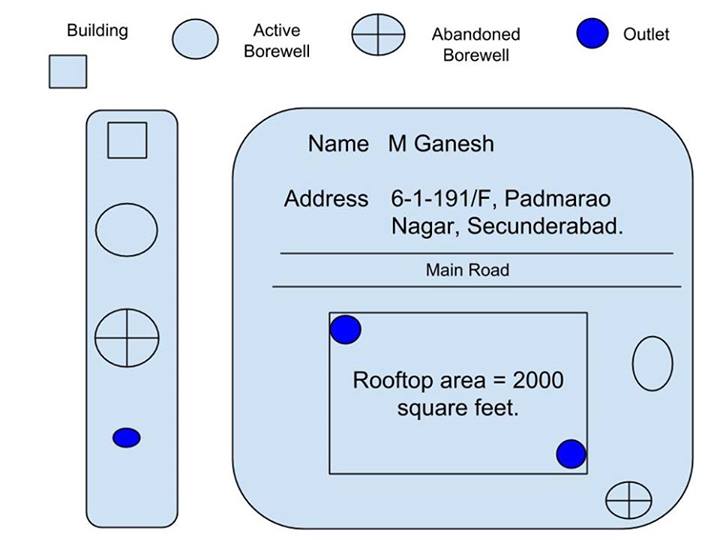 Building
Active
Borewell
Abandoned
Borewell
Outlet
Name M Ganesh
Address 6-1-191/F, Padmarao
Nagar, Secunderabad.
Main Road
Rooftop area = 2000
square feet.